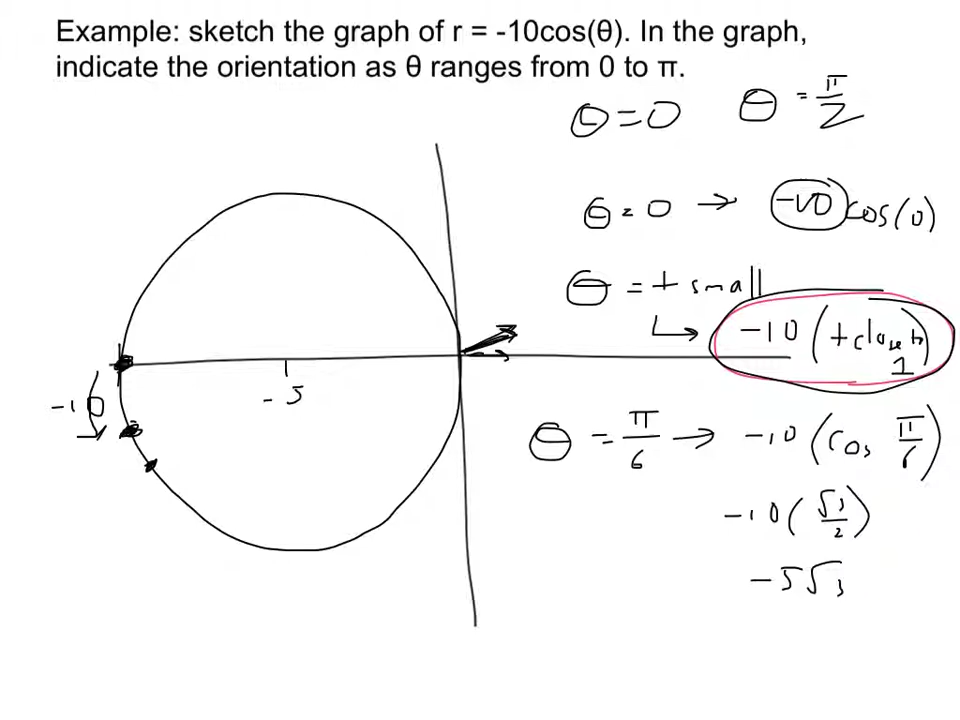 Example: sketch the graph of r = -10cos(θ). In the graph,
indicate the orientation as θ ranges from 0 to π.
θ=0 θ = π/2
θ = 0 → -10 cos(0)
θ = + small
↳ -10 (+close to 1)
-10
-5
θ = π/6 → -10 (cos π/6)
-10 (√3/2)
-5√3